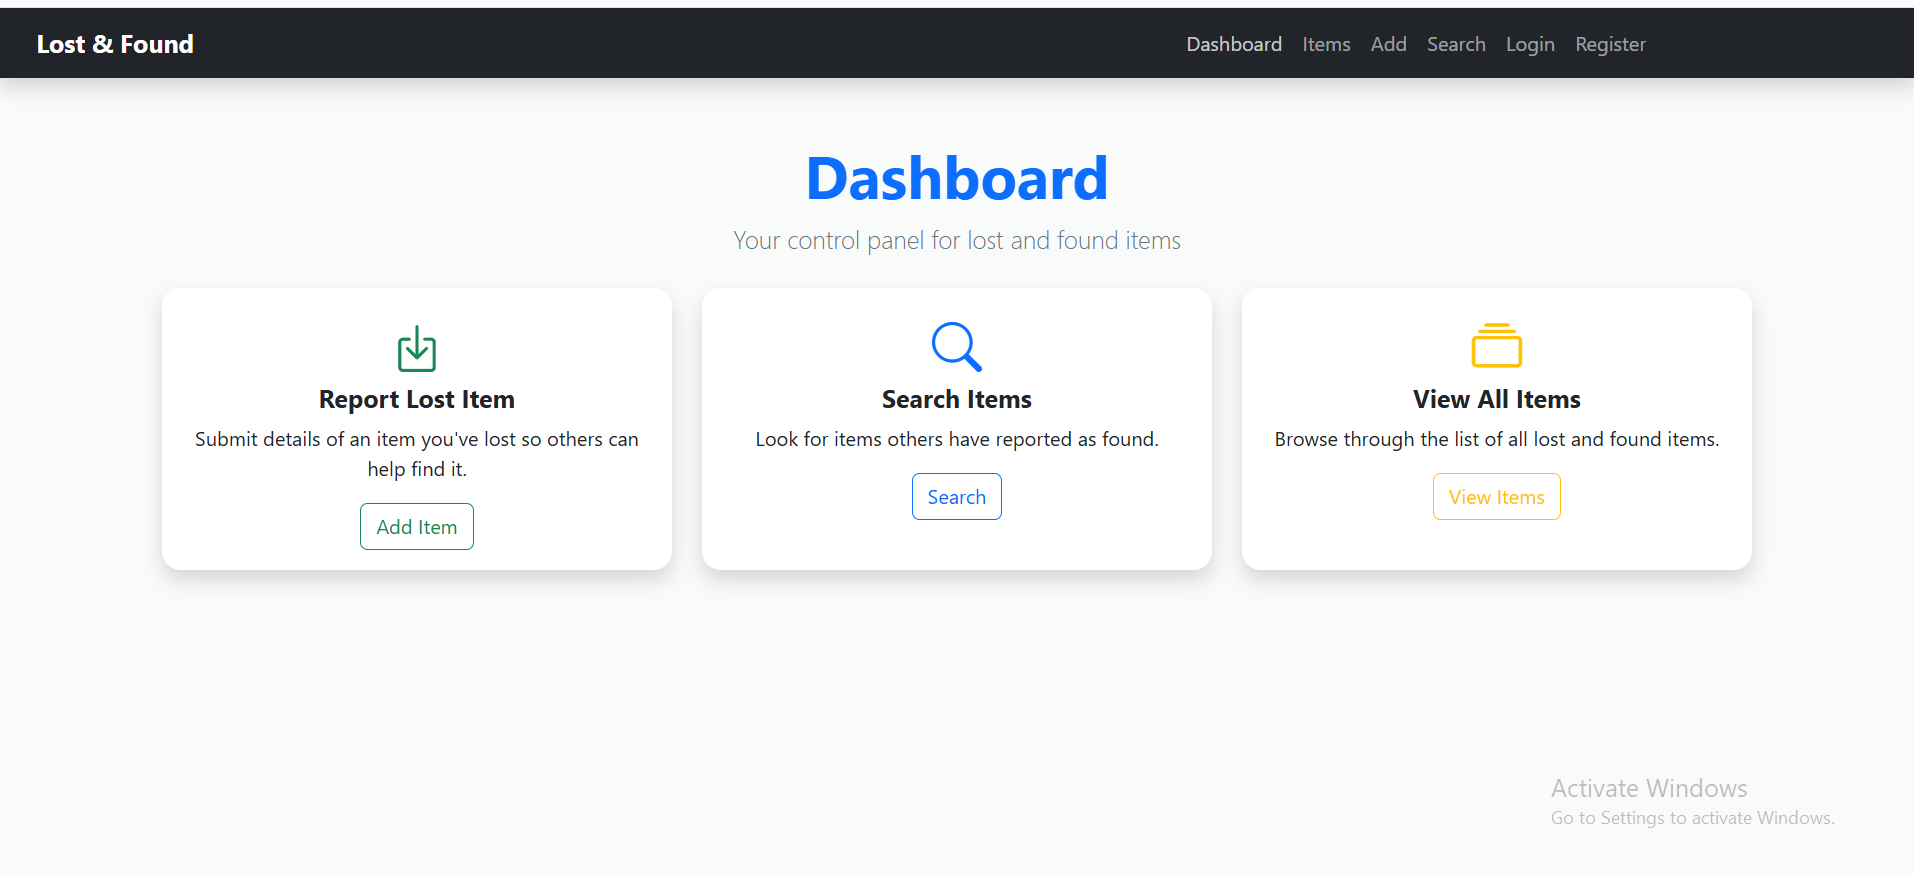 Lost & Found
Dashboard Items Add Search Login Register
Dashboard
Your control panel for lost and found items
Report Lost Item
Submit details of an item you've lost so others can
help find it.
Add Item
Search Items
Look for items others have reported as found.
Search
View All Items
Browse through the list of all lost and found items.
View Items
Activate Windows
Go to Settings to activate Windows.